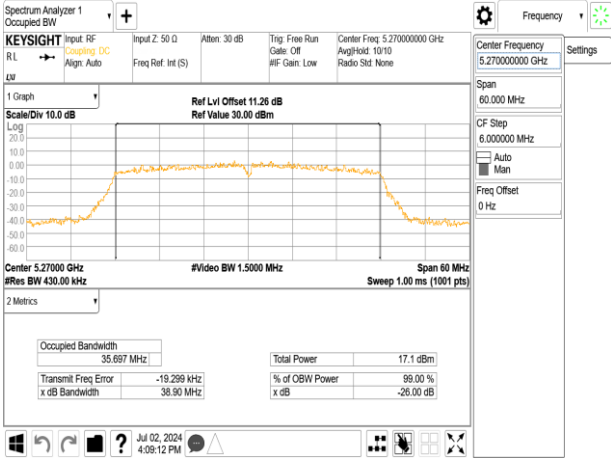 Spectrum Analyzer 1
Occupied BW
Frequency
Settings
KEYSIGHT
RL
Input: RF
Coupling: DC
Align: Auto
Input Z: 50 Ω
Freq Ref: Int (S)
Atten: 30 dB
Trig: Free Run
Gate: Off
#IF Gain: Low
Center Freq: 5.270000000 GHz
Avg|Hold: 10/10
Radio Std: None
Center Frequency
5.270000000 GHz
Span
60.000 MHz
CF Step
6.000000 MHz
Auto
Man
Freq Offset
0 Hz
1 Graph
Scale/Div 10.0 dB
Ref Lvl Offset 11.26 dB
Ref Value 30.00 dBm
Log
20.0
10.0
0.00
-10.0
-20.0
-30.0
-40.0
-50.0
-60.0
Center 5.27000 GHz
#Video BW 1.5000 MHz
Span 60 MHz
#Res BW 430.00 kHz
Sweep 1.00 ms (1001 pts)
2 Metrics
Occupied Bandwidth
35.697 MHz
Total Power 17.1 dBm
Transmit Freq Error -19.299 kHz
% of OBW Power 99.00 %
x dB Bandwidth 38.90 MHz
x dB -26.00 dB
?
Jul 02, 2024
4:09:12 PM